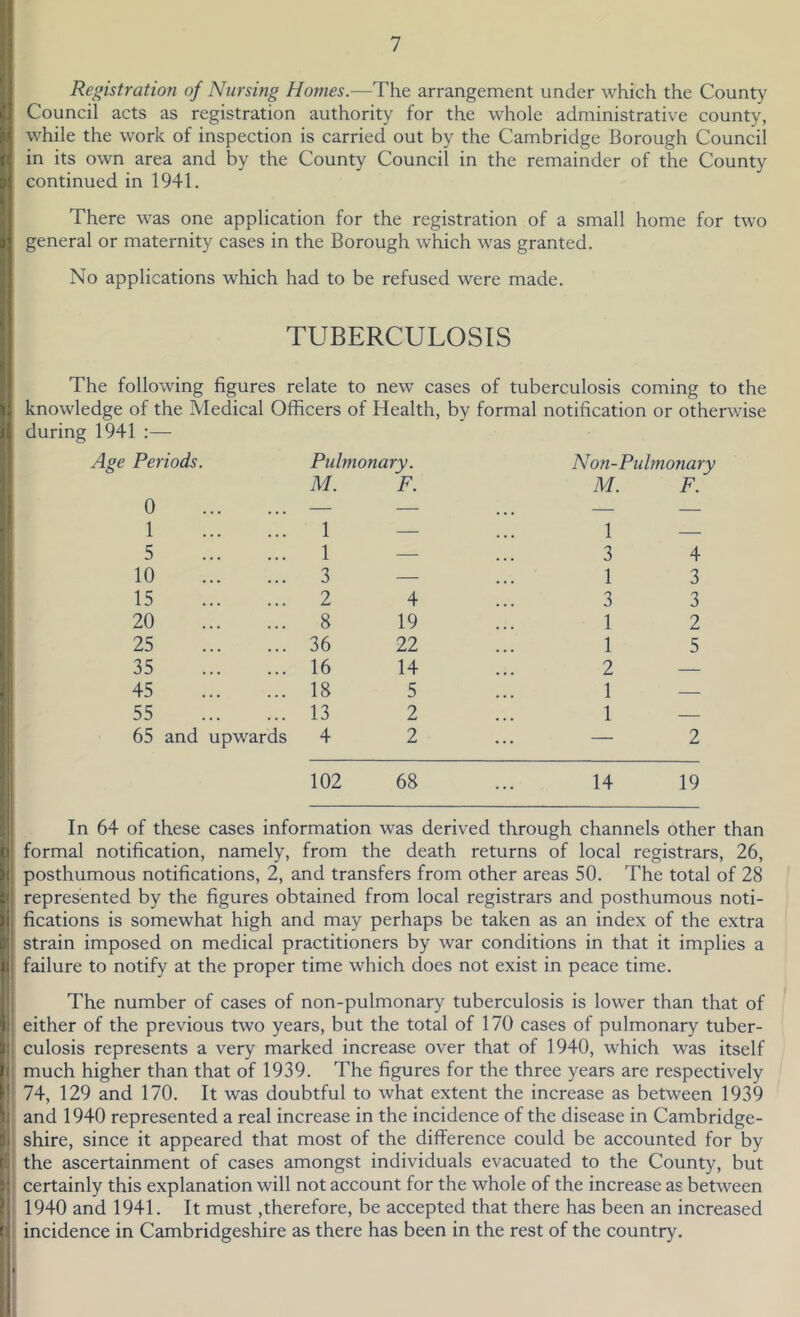 7
Registration of Nursing Homes.—The arrangement under which the County
Council acts as registration authority for the whole administrative county,
while the work of inspection is carried out by the Cambridge Borough Council
in its own area and by the County Council in the remainder of the County
continued in 1941.
There was one application for the registration of a small home for two
general or maternity cases in the Borough which was granted.
No applications which had to be refused were made.
TUBERCULOSIS
The following figures relate to new cases of tuberculosis coming to the
knowledge of the Medical Officers of Health, by formal notification or otherwise
during 1941 :—
Age Periods. Pulmonary. Non-Pulmonary
M. F. M. F.
0 ... ... — — ... — —
1 ... ... 1 — ... 1 —
5 ... ... 1 — ... 3 4
10 ... ... 3 — ... 1 3
15 ... ... 2 4 ... 3 3
20 ... ... 8 19 ... 1 2
25 ... ... 36 22 ... 1 5
35 ... ... 16 14 ... 2 —
45 ... ... 18 5 ... 1 —
55 ... ... 13 2 ... 1 —
65 and upwards 4 2 ... — 2
102 68 ... 14 19
In 64 of these cases information was derived through channels other than
formal notification, namely, from the death returns of local registrars, 26,
posthumous notifications, 2, and transfers from other areas 50. The total of 28
represented by the figures obtained from local registrars and posthumous noti-
fications is somewhat high and may perhaps be taken as an index of the extra
strain imposed on medical practitioners by war conditions in that it implies a
failure to notify at the proper time which does not exist in peace time.
The number of cases of non-pulmonary tuberculosis is lower than that of
either of the previous two years, but the total of 170 cases of pulmonary tuber-
culosis represents a very marked increase over that of 1940, which was itself
much higher than that of 1939. The figures for the three years are respectively
74, 129 and 170. It was doubtful to what extent the increase as between 1939
and 1940 represented a real increase in the incidence of the disease in Cambridge-
shire, since it appeared that most of the difference could be accounted for by
the ascertainment of cases amongst individuals evacuated to the County, but
certainly this explanation will not account for the whole of the increase as between
1940 and 1941. It must ,therefore, be accepted that there has been an increased
incidence in Cambridgeshire as there has been in the rest of the country.